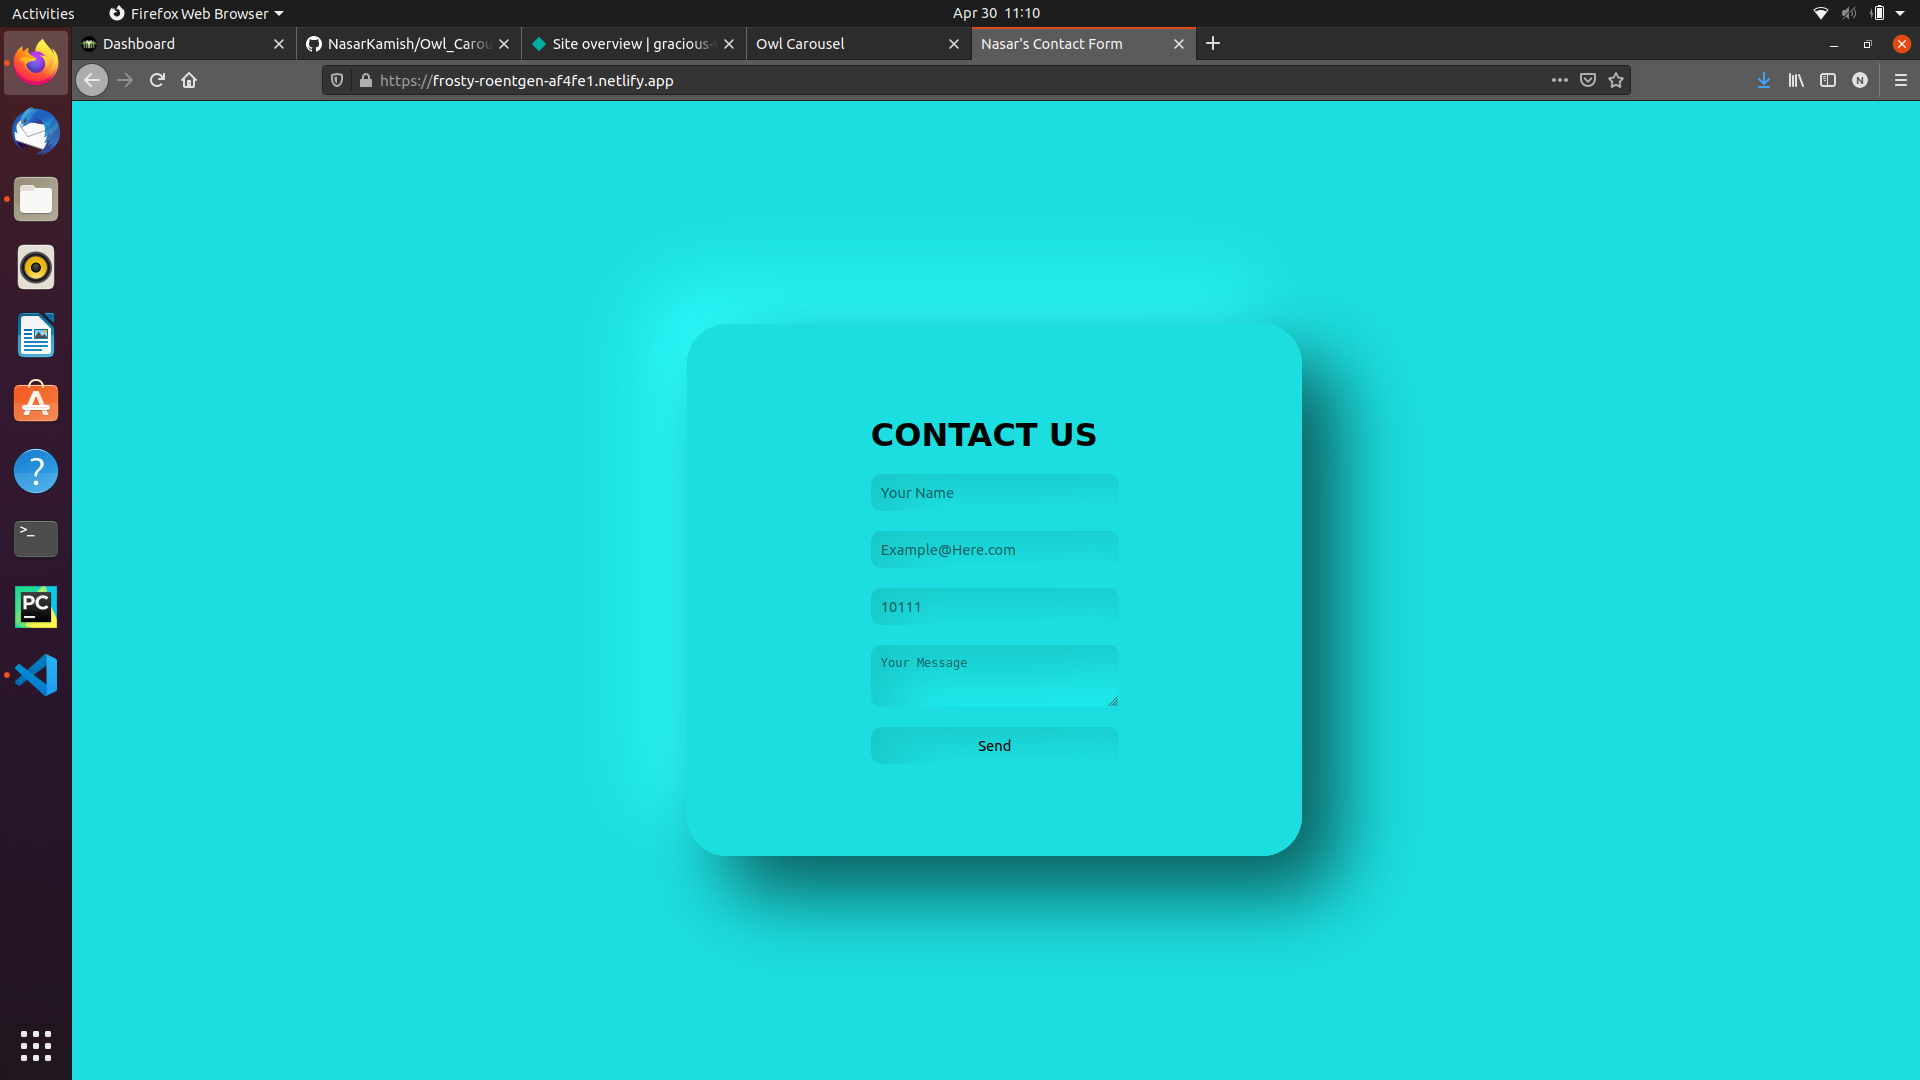 Activities Firefox Web Browser Apr 30 11:10
Dashboard NasarKamish/Owl_Carou Site overview | gracious- Owl Carousel Nasar's Contact Form
https://frosty-roentgen-af4fe1.netlify.app N
CONTACT US
Your Name
Example@Here.com
10111
Your Message
Send
>_
PC